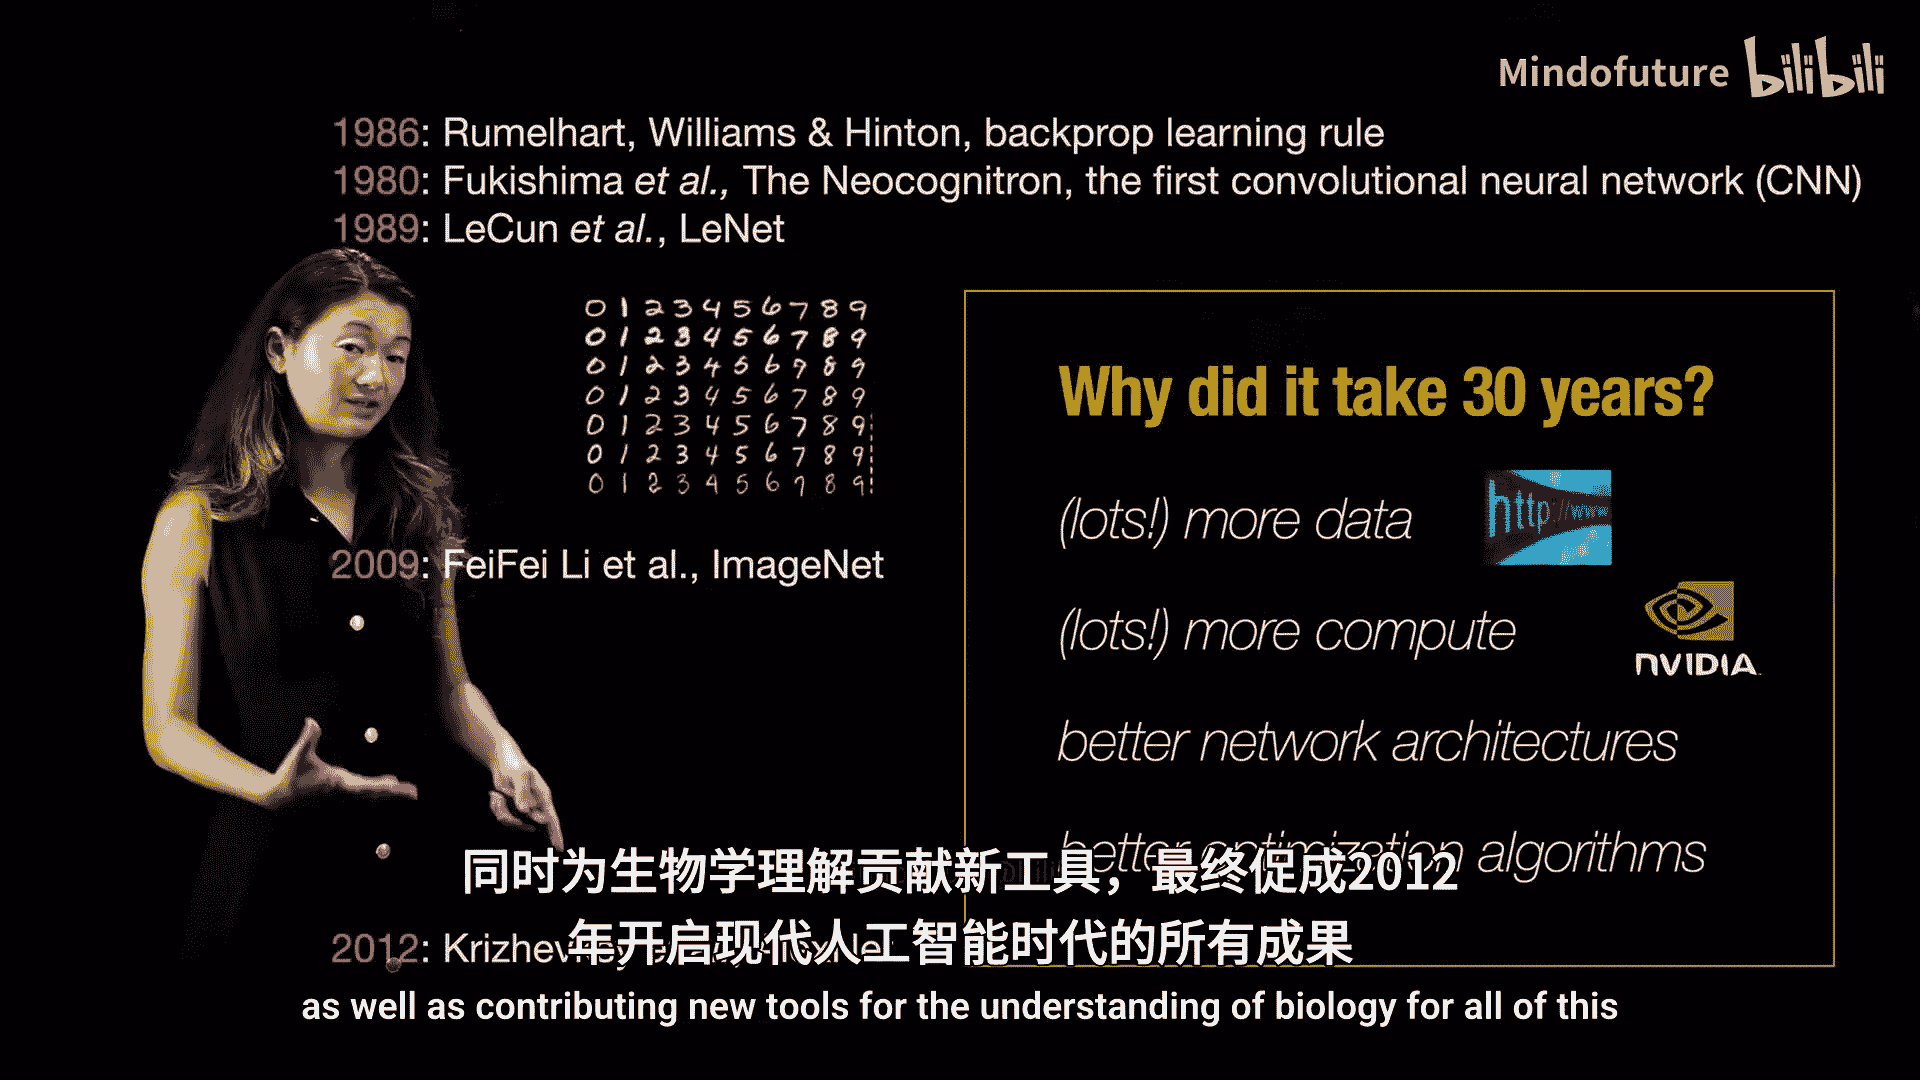 Mindofuture bilibili
1986: Rumelhart, Williams & Hinton, backprop learning rule
1980: Fukishima et al., The Neocognitron, the first convolutional neural network (CNN)
1989: LeCun et al., LeNet
0 1 2 3 4 5 6 7 8 9
0 1 2 3 4 5 6 7 8 9
0 1 2 3 4 5 6 7 8 9
0 1 2 3 4 5 6 7 8 9
0 1 2 3 4 5 6 7 8 9
0 1 2 3 4 5 6 7 8 9
0 1 2 3 4 5 6 7 8 9
2009: FeiFei Li et al., ImageNet
Why did it take 30 years?
(lots!) more data
http://www
(lots!) more compute
nVIDIA
better network architectures
better optimization algorithms
2012:
同时为生物学理解贡献新工具，最终促成2012
年开启现代人工智能时代的所有成果
as well as contributing new tools for the understanding of biology for all of this